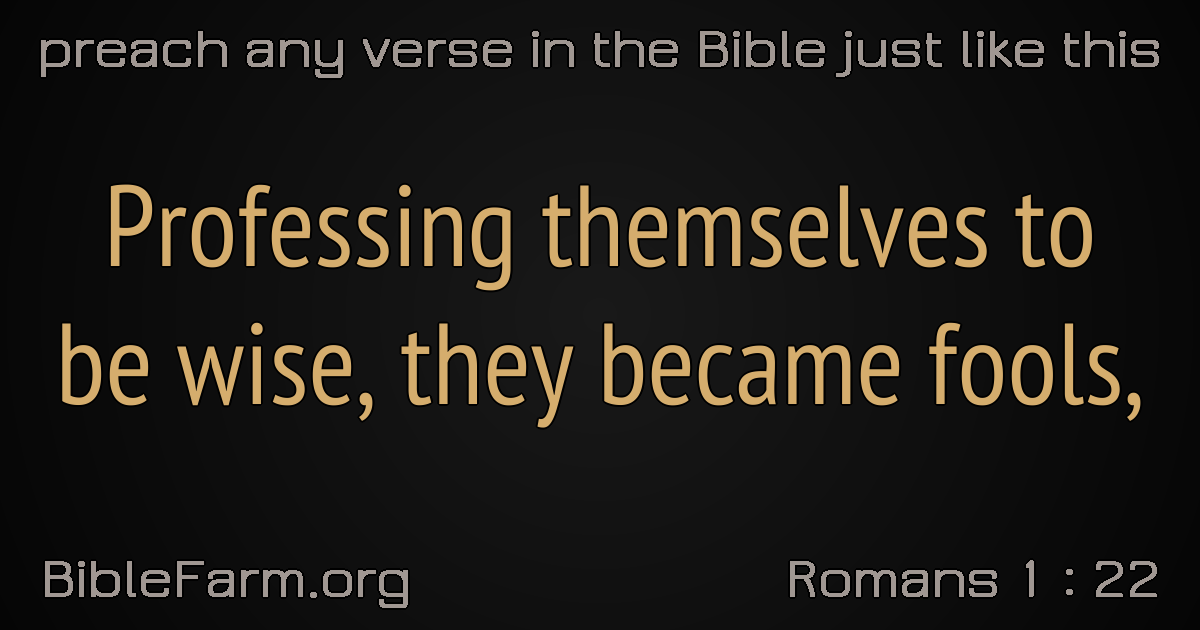 preach any verse in the Bible just like this
Professing themselves to
be wise, they became fools,
BibleFarm.org
Romans 1 : 22